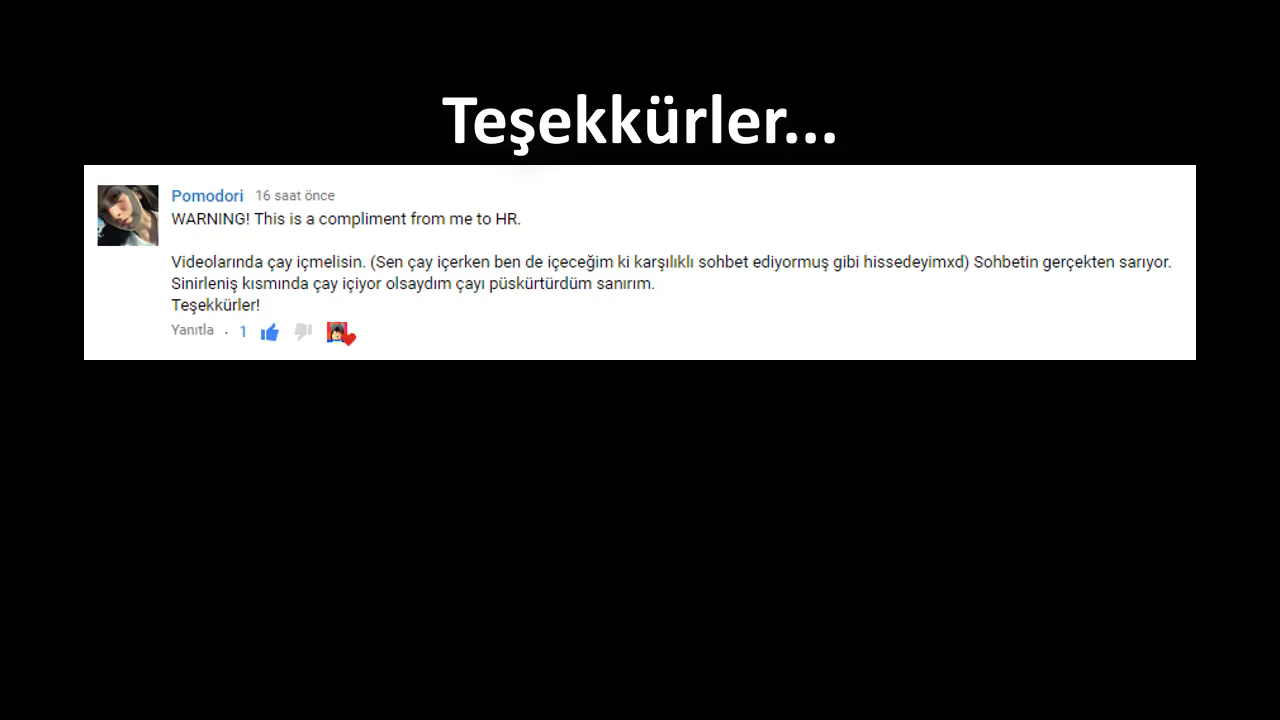 Teşekkürler...
Pomodori 16 saat önce
WARNING! This is a compliment from me to HR.
Videolarında çay içmelisin. (Sen çay içerken ben de içeceğim ki karşılıklı sohbet ediyormuş gibi hissedeyimxd) Sohbetin gerçekten sarıyor.
Sinirleniş kısmında çay içiyor olsaydım çayı püskürtürdüm sanırım.
Teşekkürler!
Yanıtla · 1